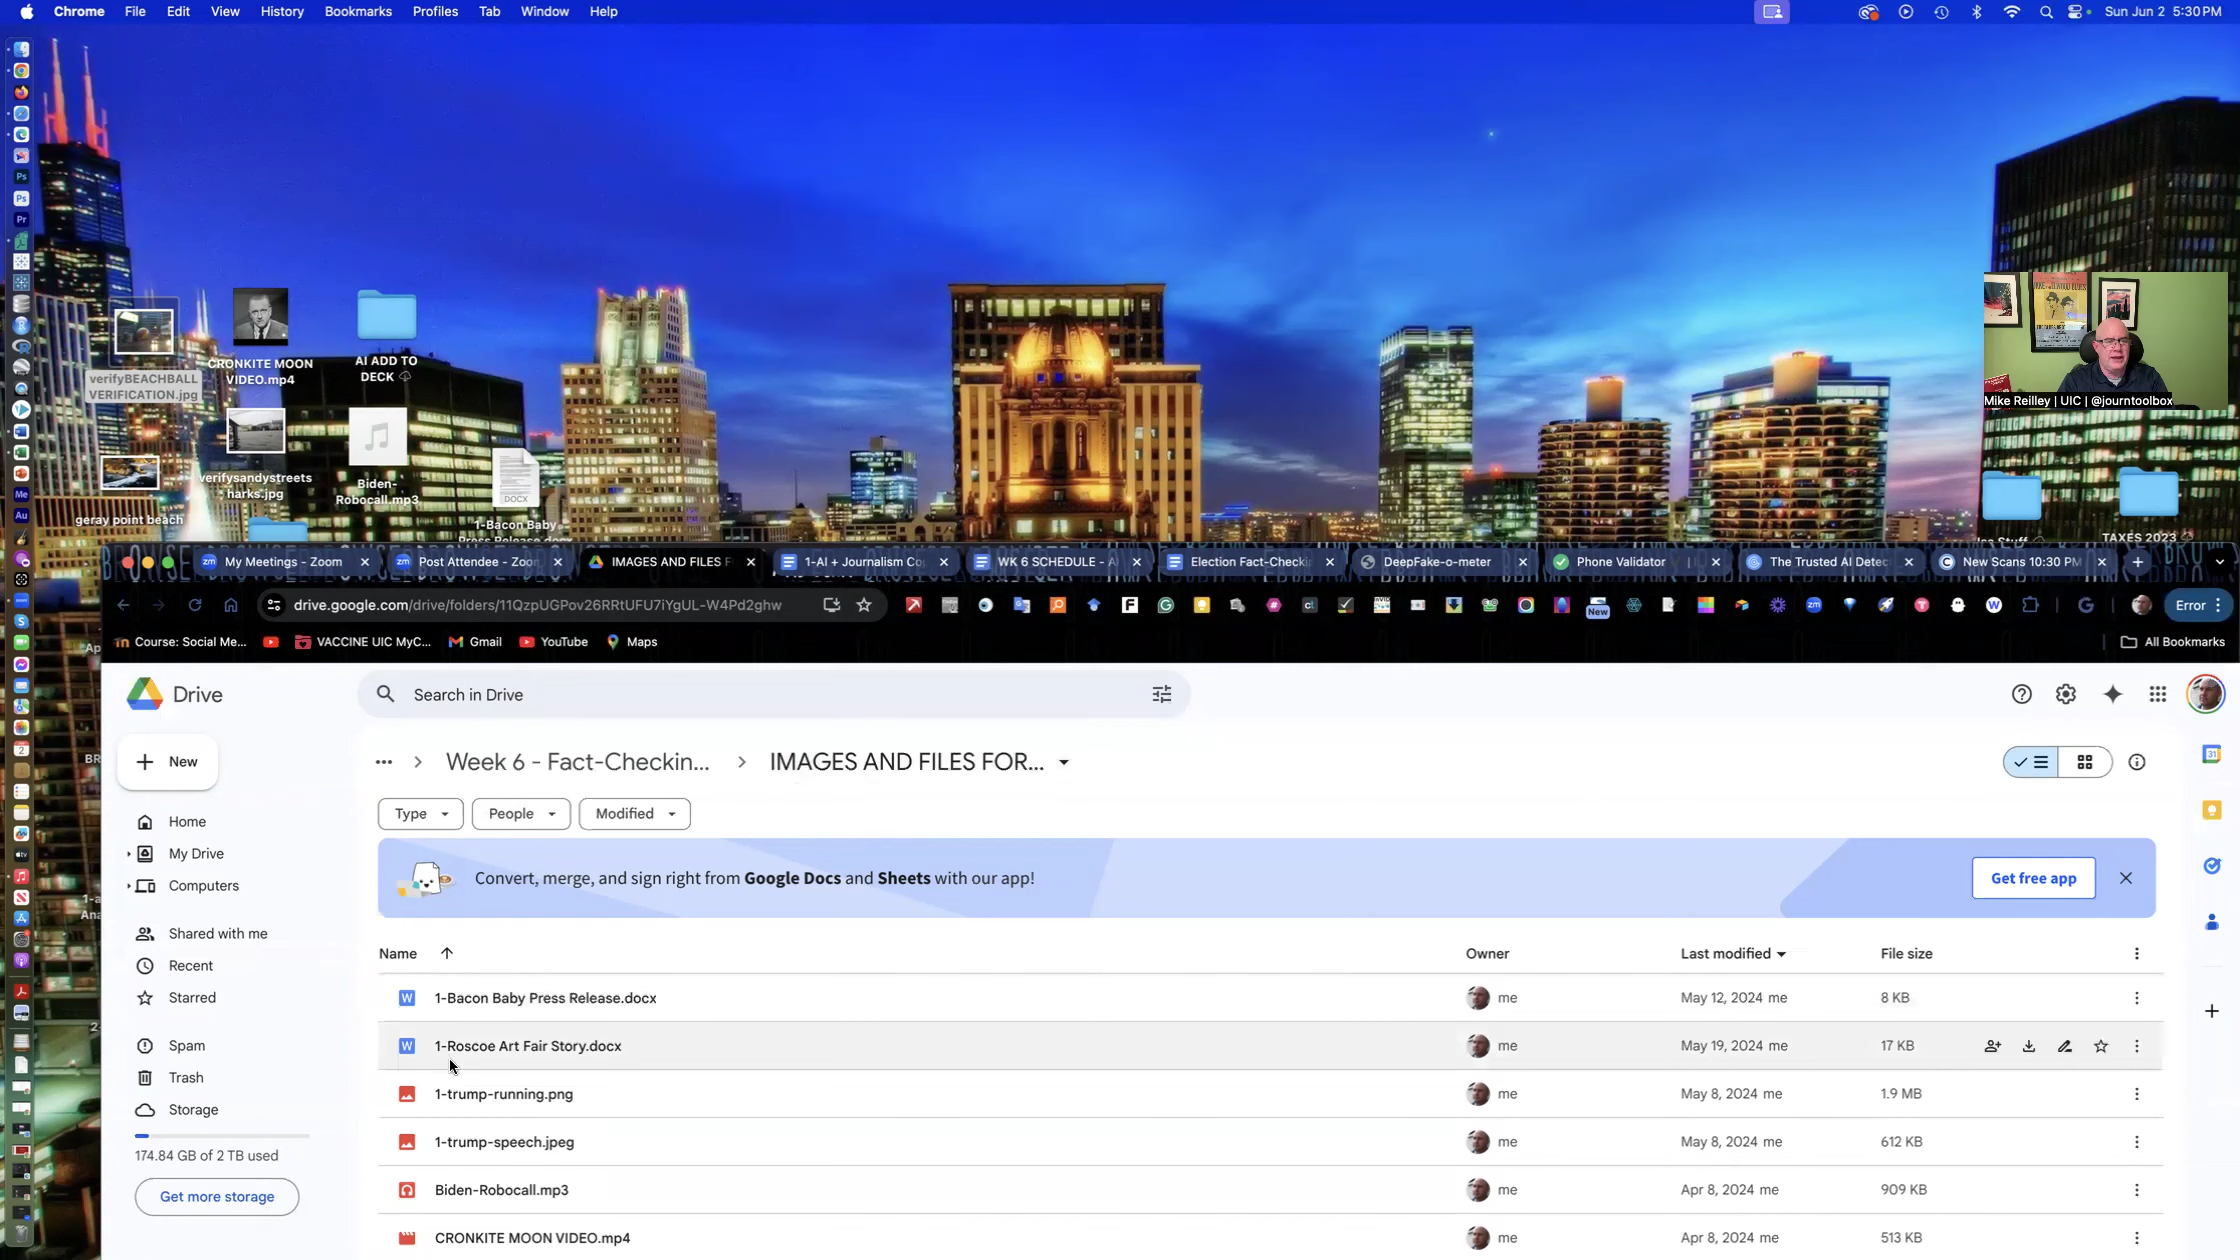 Chrome File Edit View History Bookmarks Profiles Tab Window Help
Sun Jun 2 5:30 PM
verifyBEACHBALL
VERIFICATION.jpg
CRONKITE MOON
VIDEO.mp4
AI ADD TO
DECK
geray point beach
verifysandystreets
harks.jpg
Biden-
Robocall.mp3
DOCX
1-Bacon Baby
Press Release.docx
Mike Reilley | UIC | @journtoolbox
TAXES 2023
My Meetings - Zoom
Post Attendee - Zoo
IMAGES AND FILES F
1-AI + Journalism Co
WK 6 SCHEDULE - A
Election Fact-Checki
DeepFake-o-meter
Phone Validator
The Trusted AI Detec
New Scans 10:30 PM
drive.google.com/drive/folders/11QzpUGPov26RRtUFU7iYgUL-W4Pd2ghw
New
Error
Course: Social Me...
VACCINE UIC MyC...
Gmail
YouTube
Maps
All Bookmarks
Drive
Search in Drive
New
Week 6 - Fact-Checkin... IMAGES AND FILES FOR...
Type People Modified
Home
My Drive
Computers
Shared with me
Recent
Starred
Spam
Trash
Storage
174.84 GB of 2 TB used
Get more storage
Convert, merge, and sign right from Google Docs and Sheets with our app!
Get free app
Name Owner Last modified File size
1-Bacon Baby Press Release.docx me May 12, 2024 me 8 KB
1-Roscoe Art Fair Story.docx me May 19, 2024 me 17 KB
1-trump-running.png me May 8, 2024 me 1.9 MB
1-trump-speech.jpeg me May 8, 2024 me 612 KB
Biden-Robocall.mp3 me Apr 8, 2024 me 909 KB
CRONKITE MOON VIDEO.mp4 me Apr 8, 2024 me 513 KB